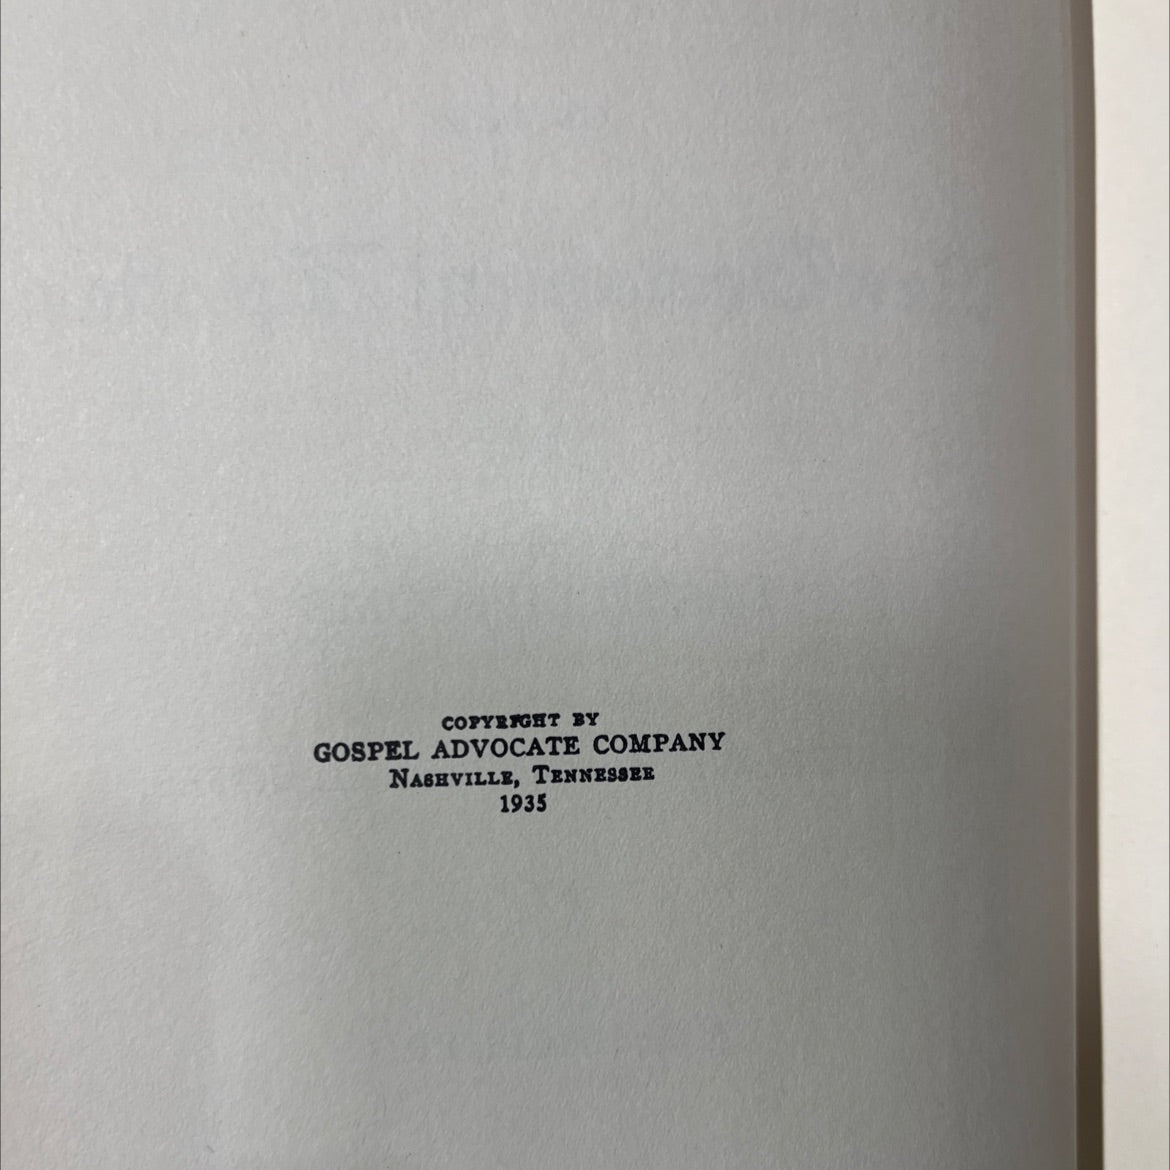 COPYRIGHT BY
GOSPEL ADVOCATE COMPANY
NASHVILLE, TENNESSEE
1935